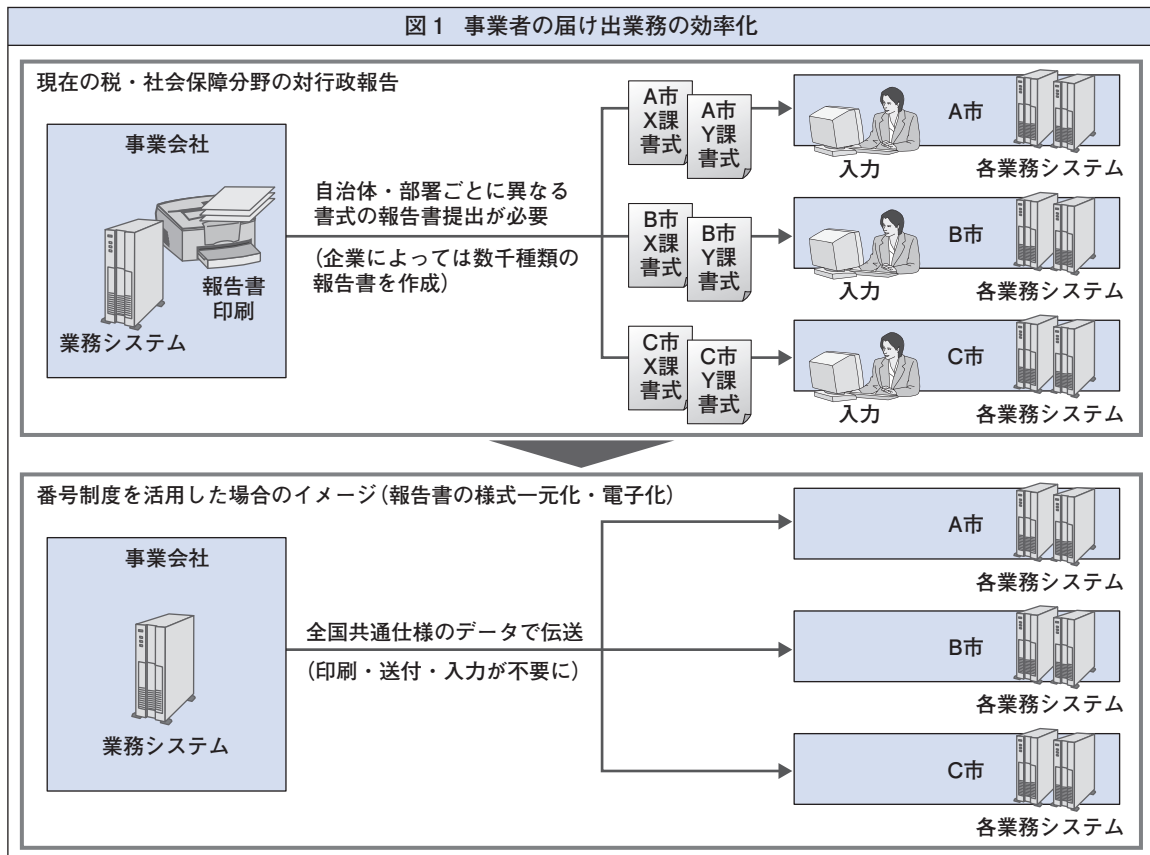 図1 事業者の届け出業務の効率化
現在の税・社会保障分野の対行政報告
事業会社
報告書
印刷
業務システム
自治体・部署ごとに異なる
書式の報告書提出が必要
(企業によっては数千種類の
報告書を作成)
A市
X課
書式
A市
Y課
書式
入力
A市
各業務システム
B市
X課
書式
B市
Y課
書式
入力
B市
各業務システム
C市
X課
書式
C市
Y課
書式
入力
C市
各業務システム
番号制度を活用した場合のイメージ(報告書の様式一元化・電子化)
事業会社
業務システム
全国共通仕様のデータで伝送
(印刷・送付・入力が不要に)
A市
各業務システム
B市
各業務システム
C市
各業務システム